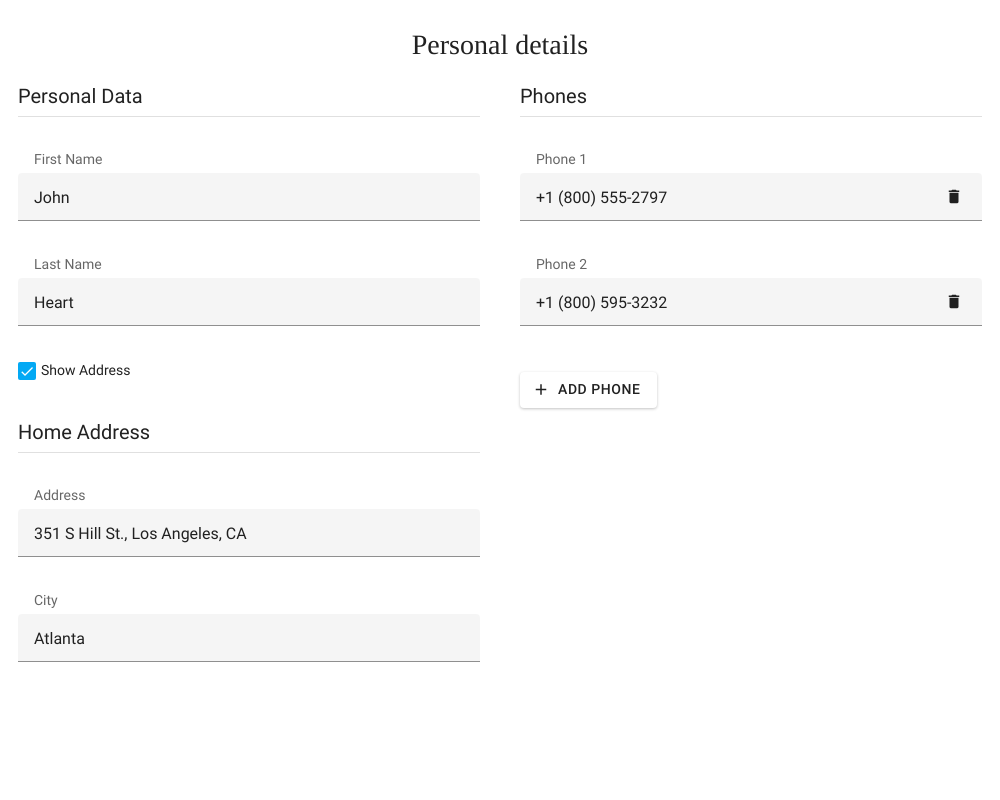 Personal details
Personal Data
First Name
John
Last Name
Heart
Show Address
Home Address
Address
351 S Hill St., Los Angeles, CA
City
Atlanta
Phones
Phone 1
+1 (800) 555-2797
Phone 2
+1 (800) 595-3232
ADD PHONE